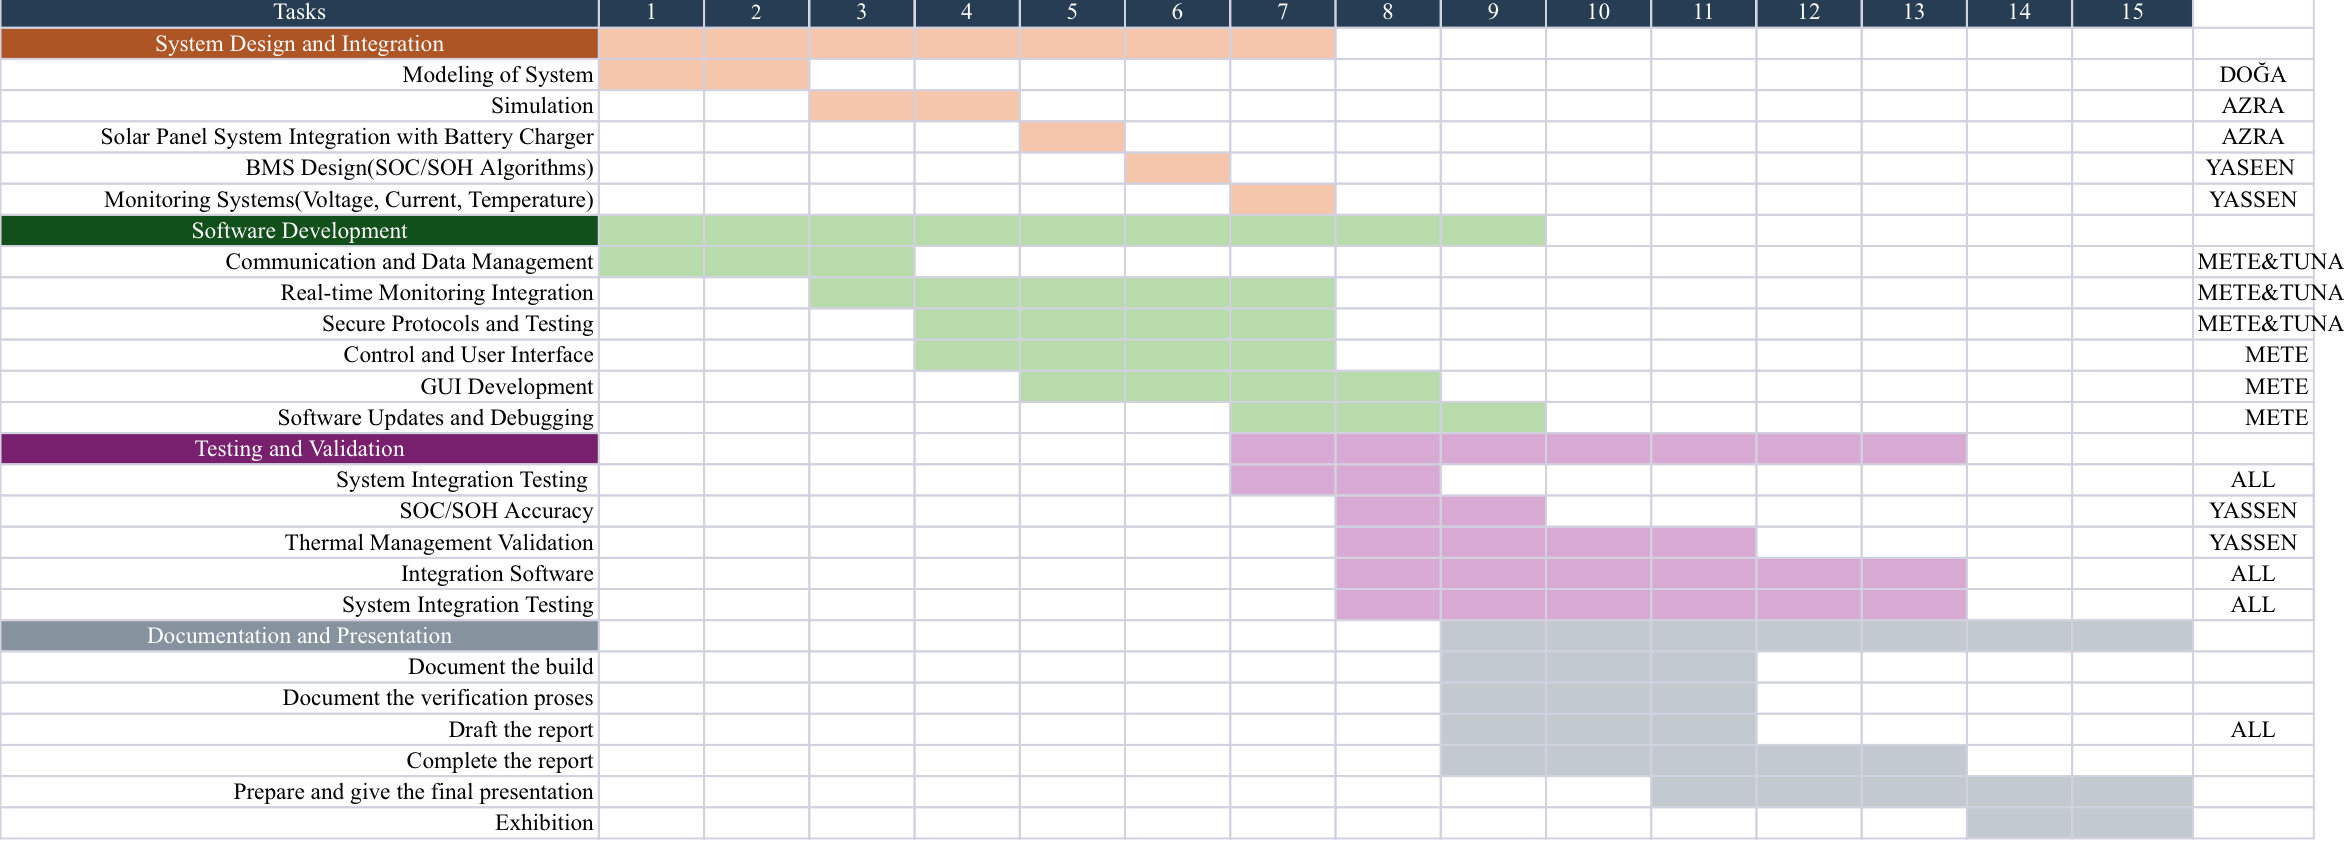 Tasks 1 2 3 4 5 6 7 8 9 10 11 12 13 14 15
System Design and Integration
Modeling of System DOĞA
Simulation AZRA
Solar Panel System Integration with Battery Charger AZRA
BMS Design(SOC/SOH Algorithms) YASEEN
Monitoring Systems(Voltage, Current, Temperature) YASSEN
Software Development
Communication and Data Management METE&TUNA
Real-time Monitoring Integration METE&TUNA
Secure Protocols and Testing METE&TUNA
Control and User Interface METE
GUI Development METE
Software Updates and Debugging METE
Testing and Validation
System Integration Testing ALL
SOC/SOH Accuracy YASSEN
Thermal Management Validation YASSEN
Integration Software ALL
System Integration Testing ALL
Documentation and Presentation
Document the build
Document the verification proses
Draft the report ALL
Complete the report
Prepare and give the final presentation
Exhibition